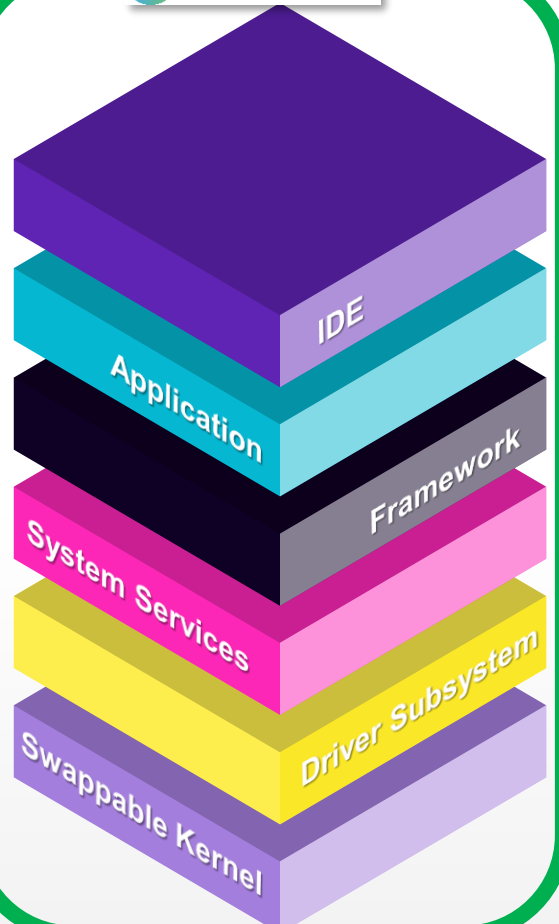 IDE
Application
Framework
System Services
Driver Subsystem
Swappable Kernel